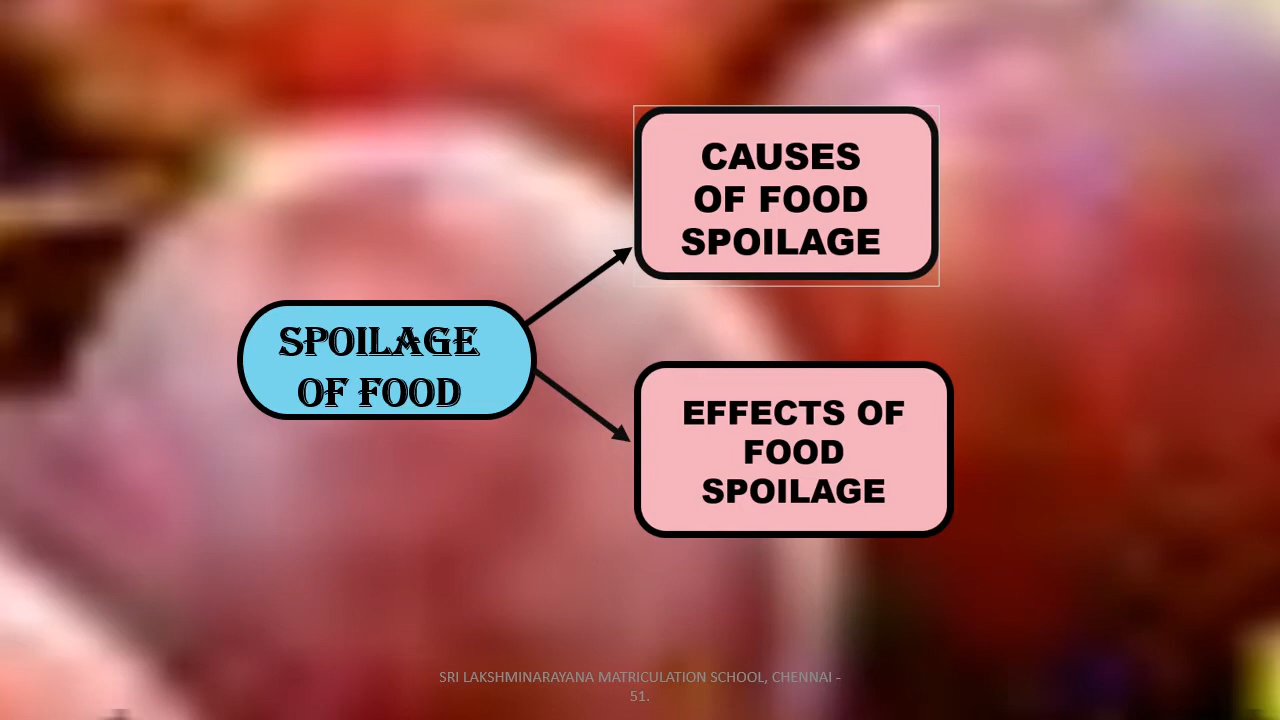 SPOILAGE
OF FOOD
CAUSES
OF FOOD
SPOILAGE
EFFECTS OF
FOOD
SPOILAGE
SRI LAKSHMINARAYANA MATRICULATION SCHOOL, CHENNAI -
51.